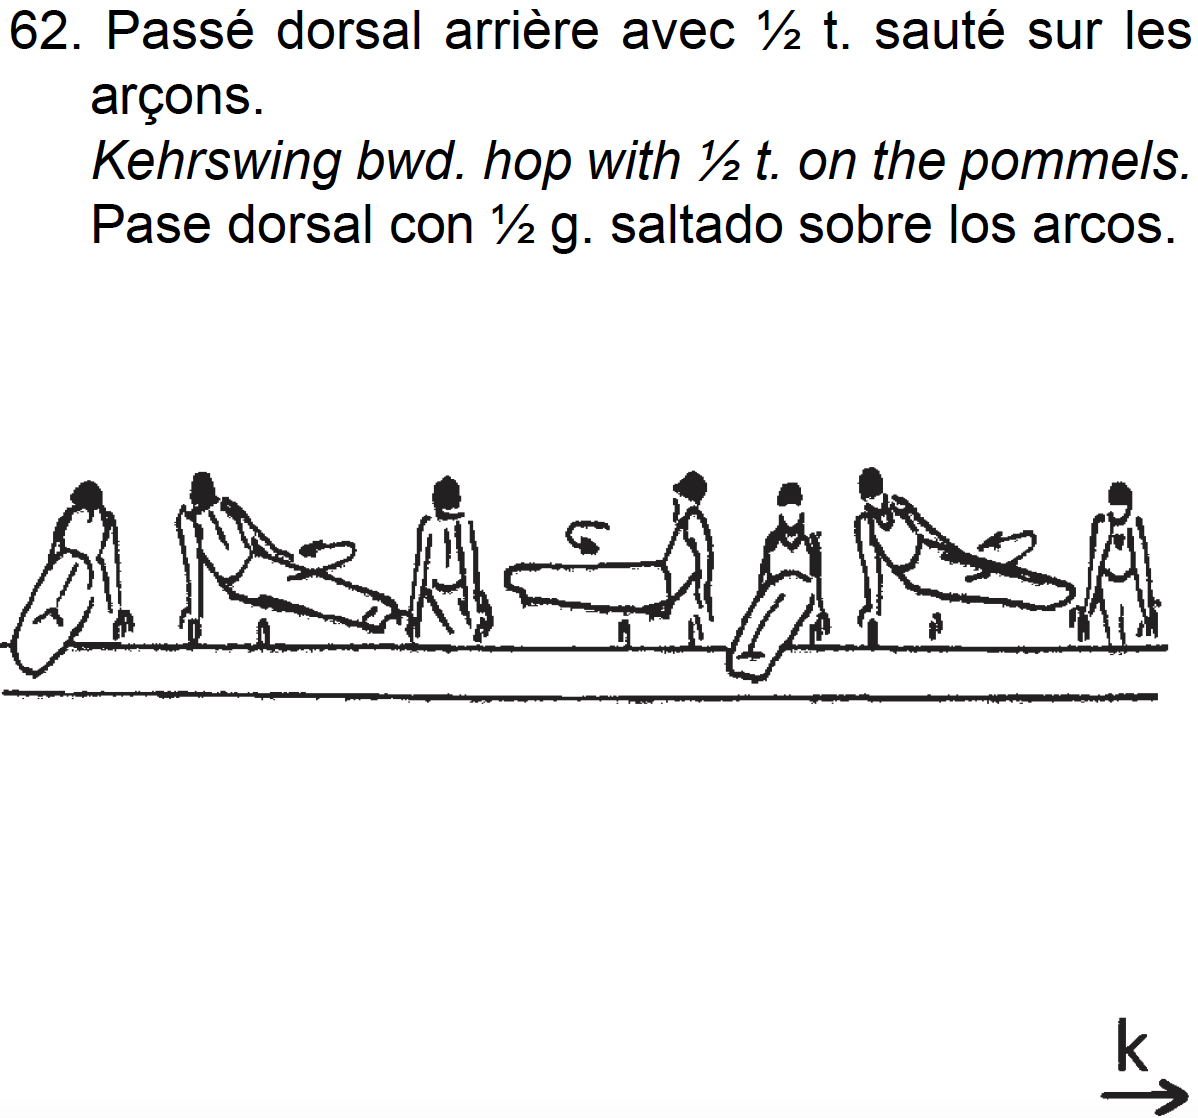 62. Passé dorsal arrière avec ½ t. sauté sur les
arçons.
Kehrswing bwd. hop with ½ t. on the pommels.
Pase dorsal con ½ g. saltado sobre los arcos.
k